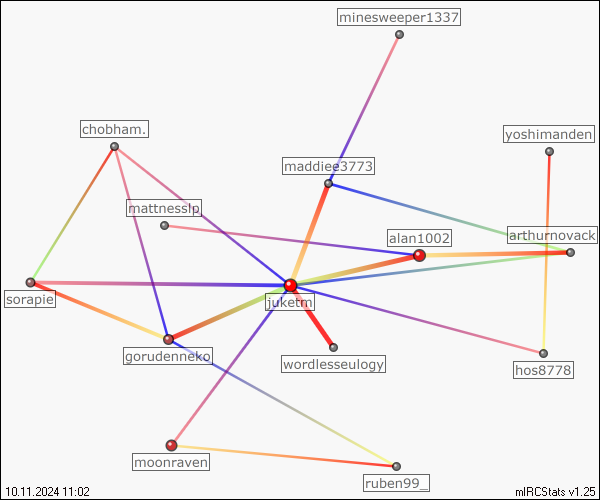 minesweeper1337
chobham.
yoshimanden
maddiee3773
mattnesslp
arthurnovack
alan1002
sorapie
juketm
gorudenneko
wordlesseulogy
hos8778
moonraven
ruben99_
10.11.2024 11:02
mIRCStats v1.25